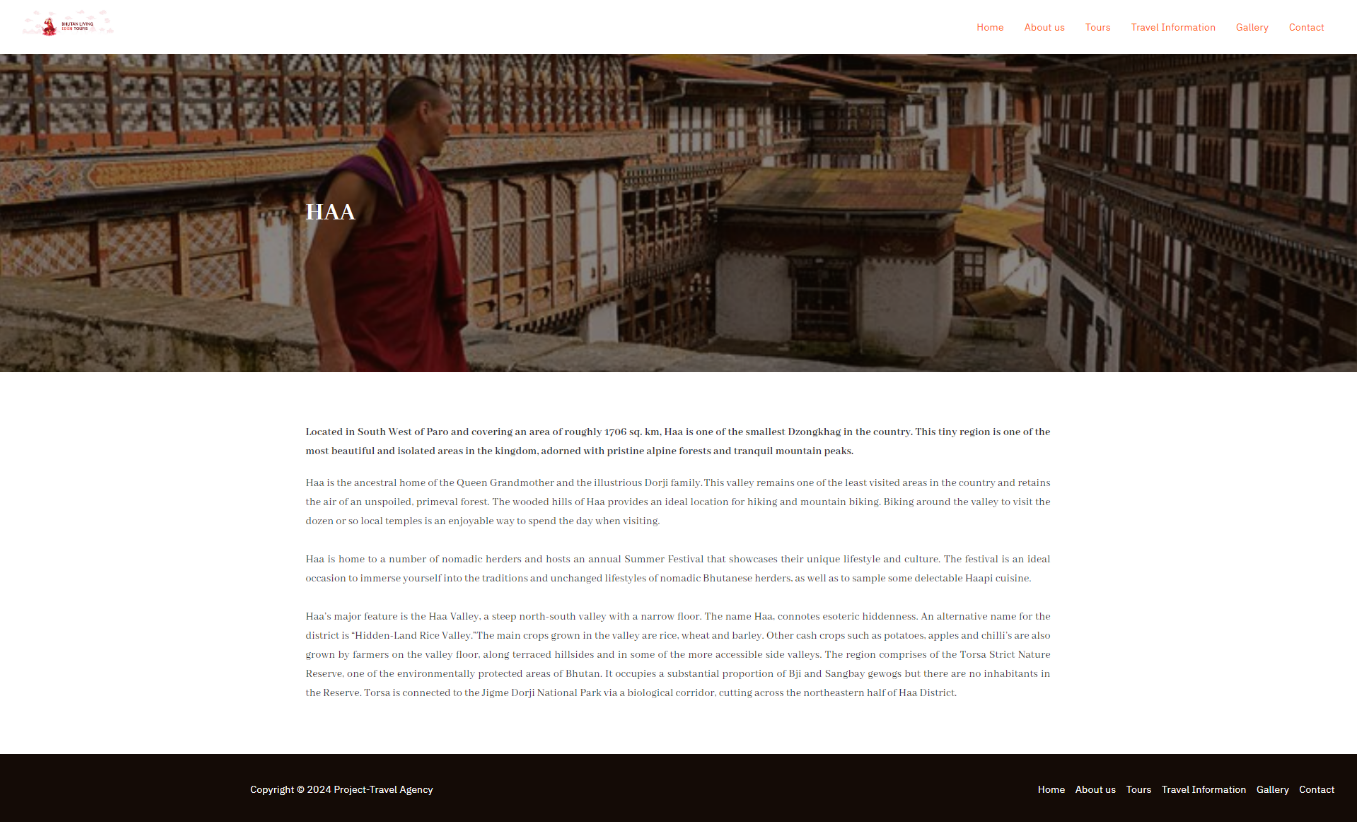 BHUTAN LIVING
TOURS
Home About us Tours Travel Information Gallery Contact
HAA
Located in South West of Paro and covering an area of roughly 1706 sq. km, Haa is one of the smallest Dzongkhag in the country. This tiny region is one of the
most beautiful and isolated areas in the kingdom, adorned with pristine alpine forests and tranquil mountain peaks.
Haa is the ancestral home of the Queen Grandmother and the illustrious Dorji family.This valley remains one of the least visited areas in the country and retains
the air of an unspoiled, primeval forest. The wooded hills of Haa provides an ideal location for hiking and mountain biking. Biking around the valley to visit the
dozen or so local temples is an enjoyable way to spend the day when visiting.
Haa is home to a number of nomadic herders and hosts an annual Summer Festival that showcases their unique lifestyle and culture. The festival is an ideal
occasion to immerse yourself into the traditions and unchanged lifestyles of nomadic Bhutanese herders, as well as to sample some delectable Haapi cuisine.
Haa's major feature is the Haa Valley, a steep north-south valley with a narrow floor. The name Haa, connotes esoteric hiddenness. An alternative name for the
district is “Hidden-Land Rice Valley.”The main crops grown in the valley are rice, wheat and barley. Other cash crops such as potatoes, apples and chilli's are also
grown by farmers on the valley floor, along terraced hillsides and in some of the more accessible side valleys. The region comprises of the Torsa Strict Nature
Reserve, one of the environmentally protected areas of Bhutan. It occupies a substantial proportion of Bji and Sangbay gewogs but there are no inhabitants in
the Reserve. Torsa is connected to the Jigme Dorji National Park via a biological corridor, cutting across the northeastern half of Haa District.
Copyright © 2024 Project-Travel Agency
Home About us Tours Travel Information Gallery Contact